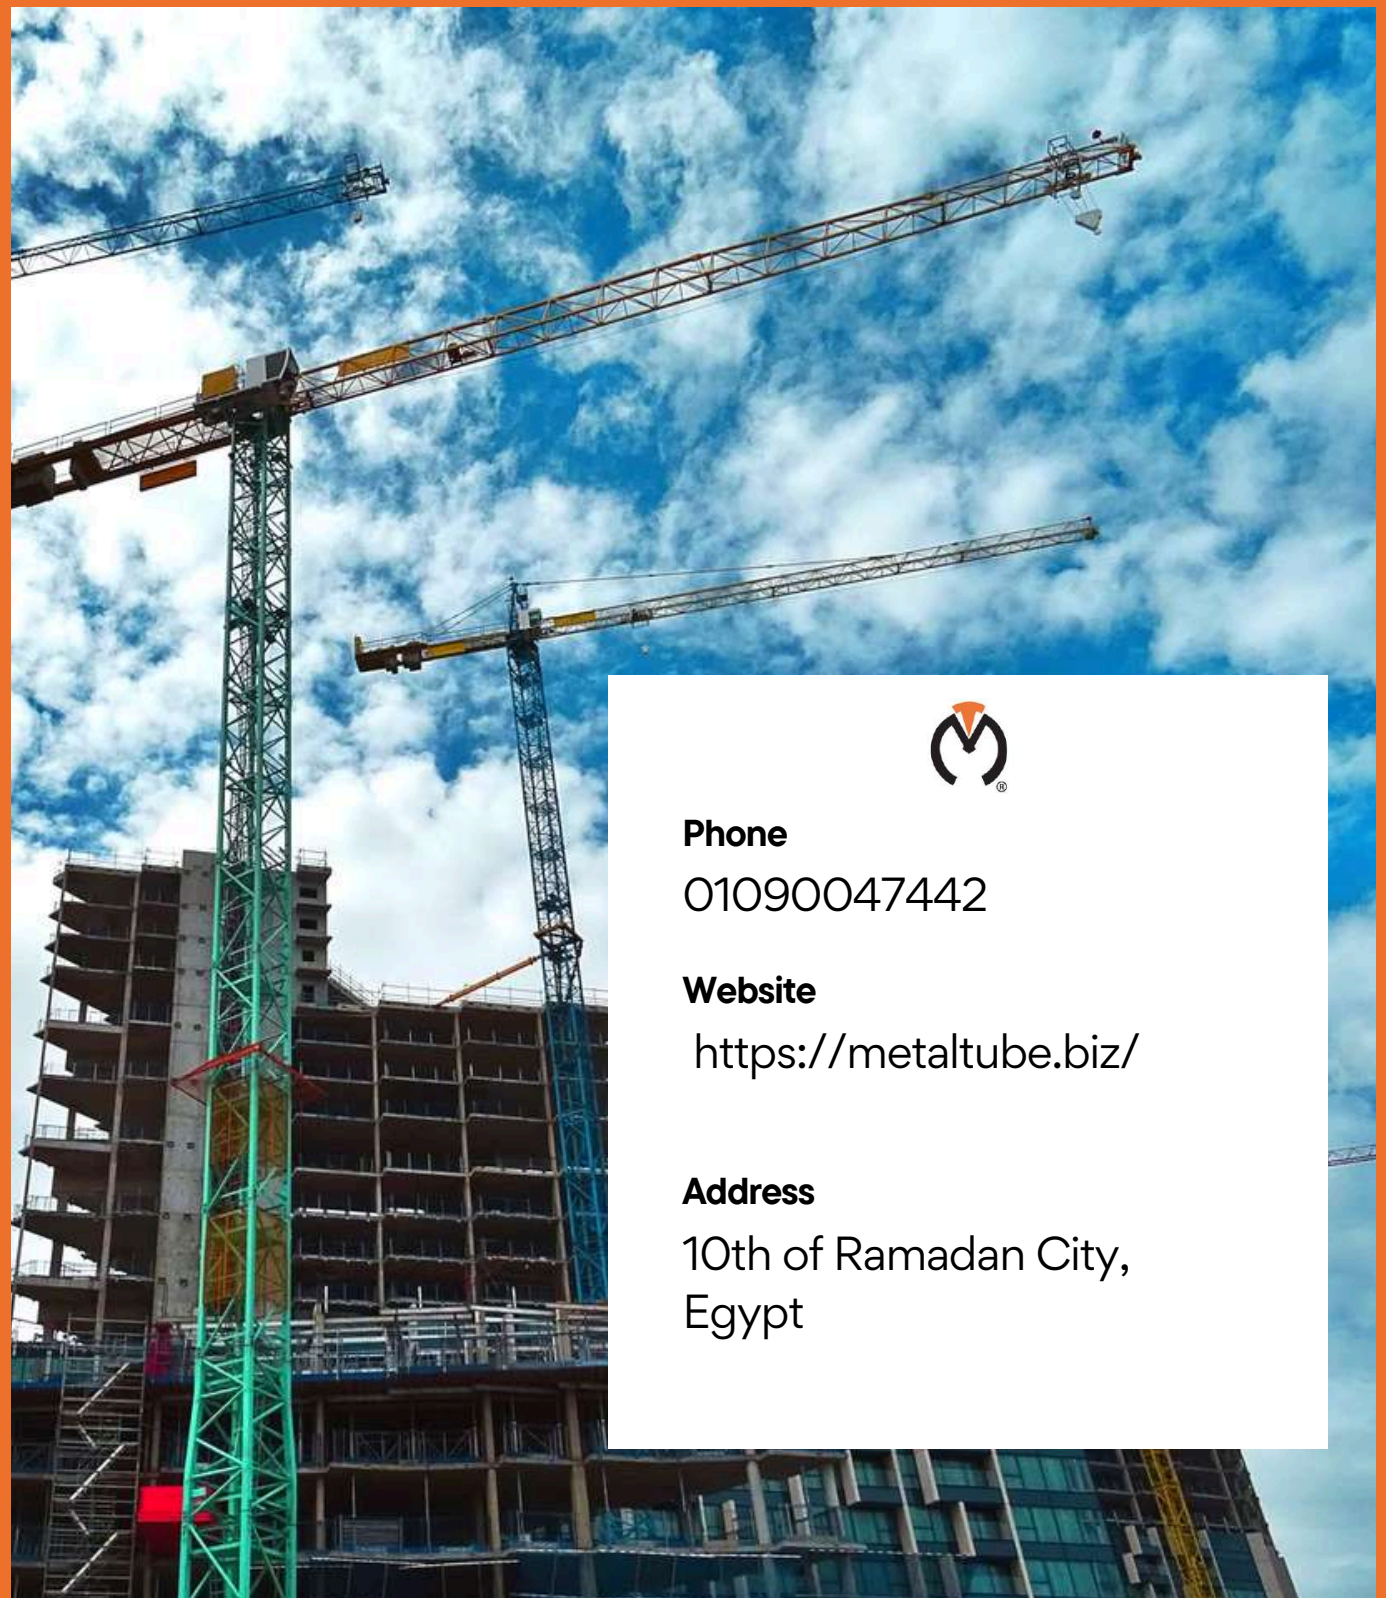 ®
Phone
01090047442
Website
https://metaltube.biz/
Address
10th of Ramadan City,
Egypt